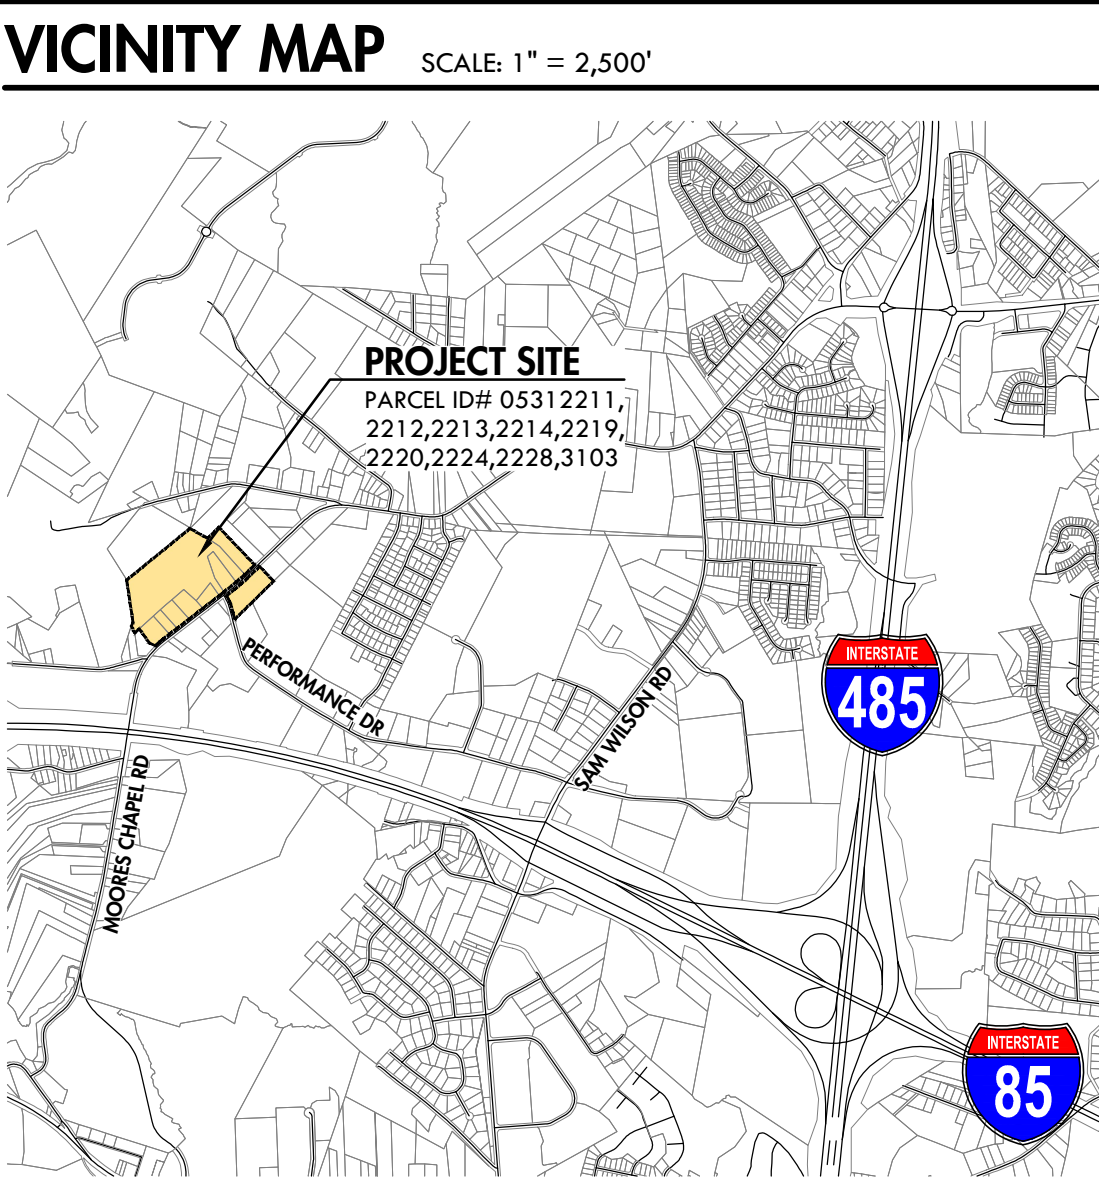 VICINITY MAP SCALE: 1" = 2,500'
PROJECT SITE
PARCEL ID# 05312211,
2212,2213,2214,2219,
2220,2224,2228,3103
PERFORMANCE DR
SAM WILSON RD
MOORES CHAPEL RD
INTERSTATE
485
INTERSTATE
85